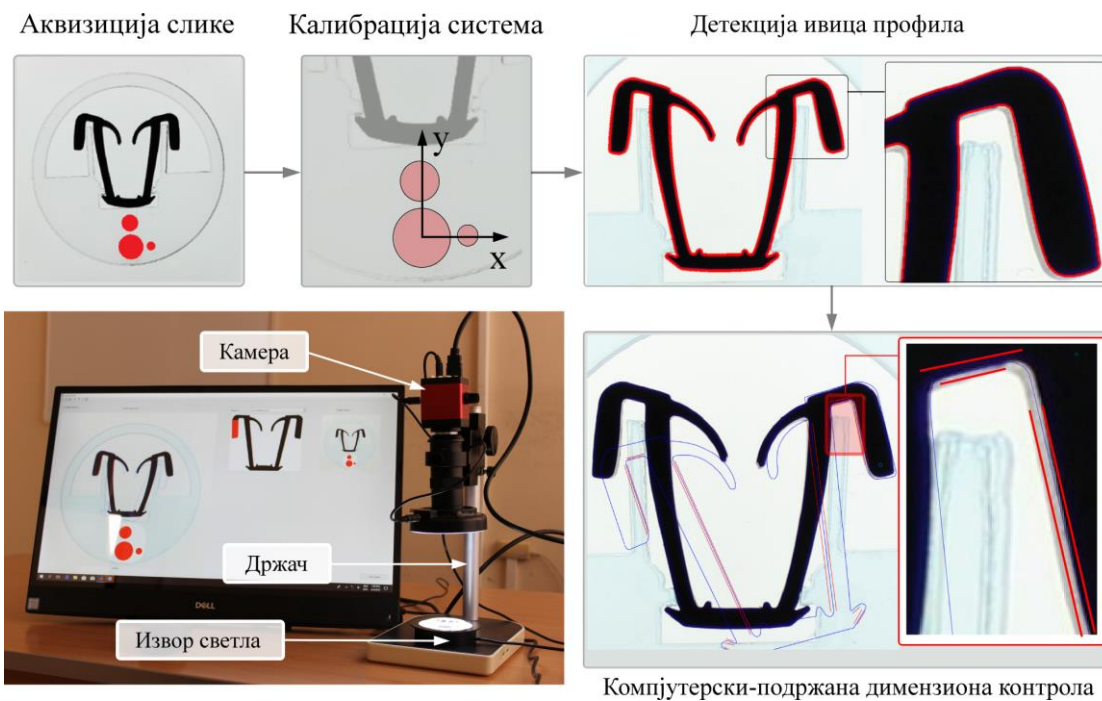 Аквизиција слике
Калибрација система
Детекција ивица профила
y
x
Камера
Држач
Извор светла
DELL
Компјутерски-подржана димензиона контрола